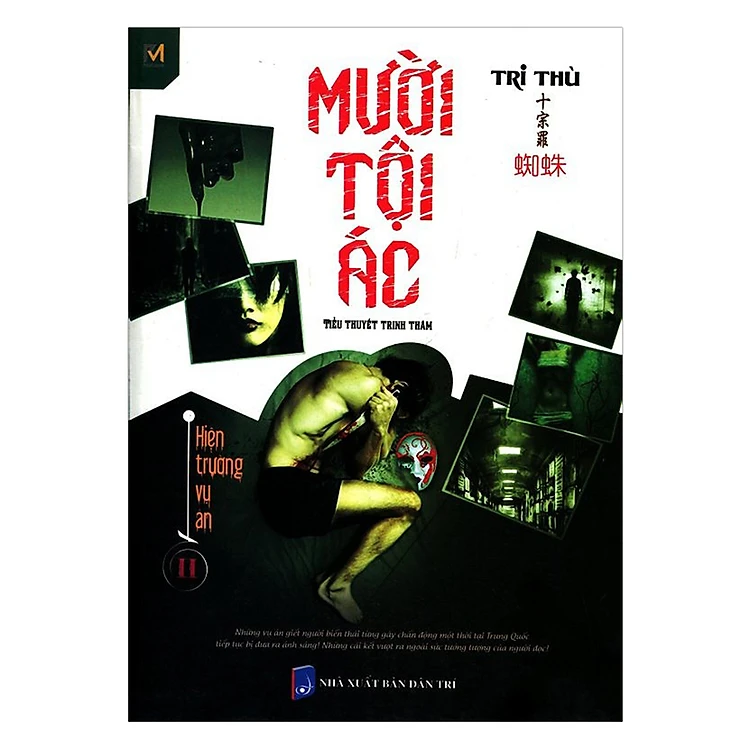 MƯỜI
TỘI
ÁC
TIỂU THUYẾT TRINH THÁM
TRI THÙ
十宗罪
蜘蛛
Hiện
trường
vụ
án
II
Những vụ án giết người biến thái từng gây chấn động một thời tại Trung Quốc
tiếp tục bị đưa ra ánh sáng! Những cái kết vượt ra ngoài sức tưởng tượng của người đọc!
NHÀ XUẤT BẢN DÂN TRÍ